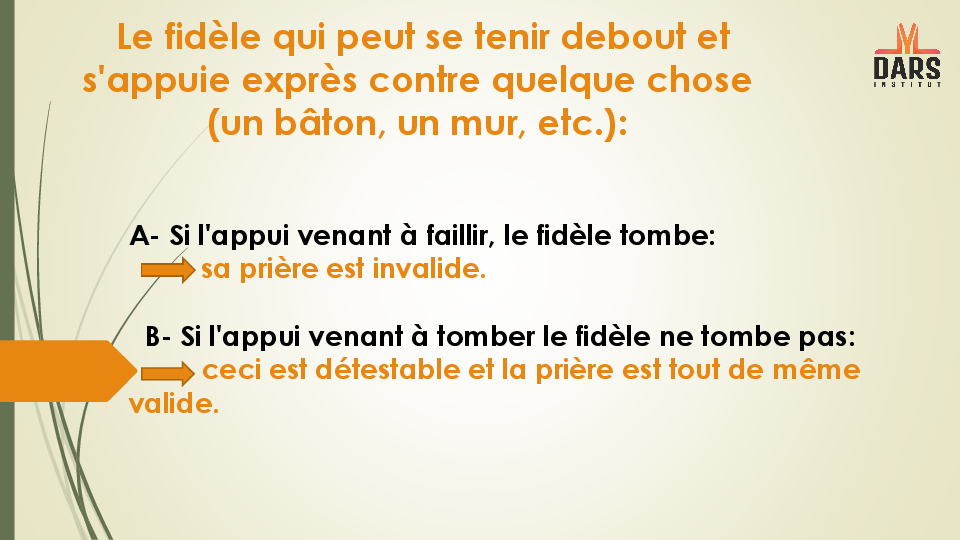 Le fidèle qui peut se tenir debout et
s'appuie exprès contre quelque chose
(un bâton, un mur, etc.):
DARS
INSTITUT
A- Si l'appui venant à faillir, le fidèle tombe:
sa prière est invalide.
B- Si l'appui venant à tomber le fidèle ne tombe pas:
ceci est détestable et la prière est tout de même
valide.